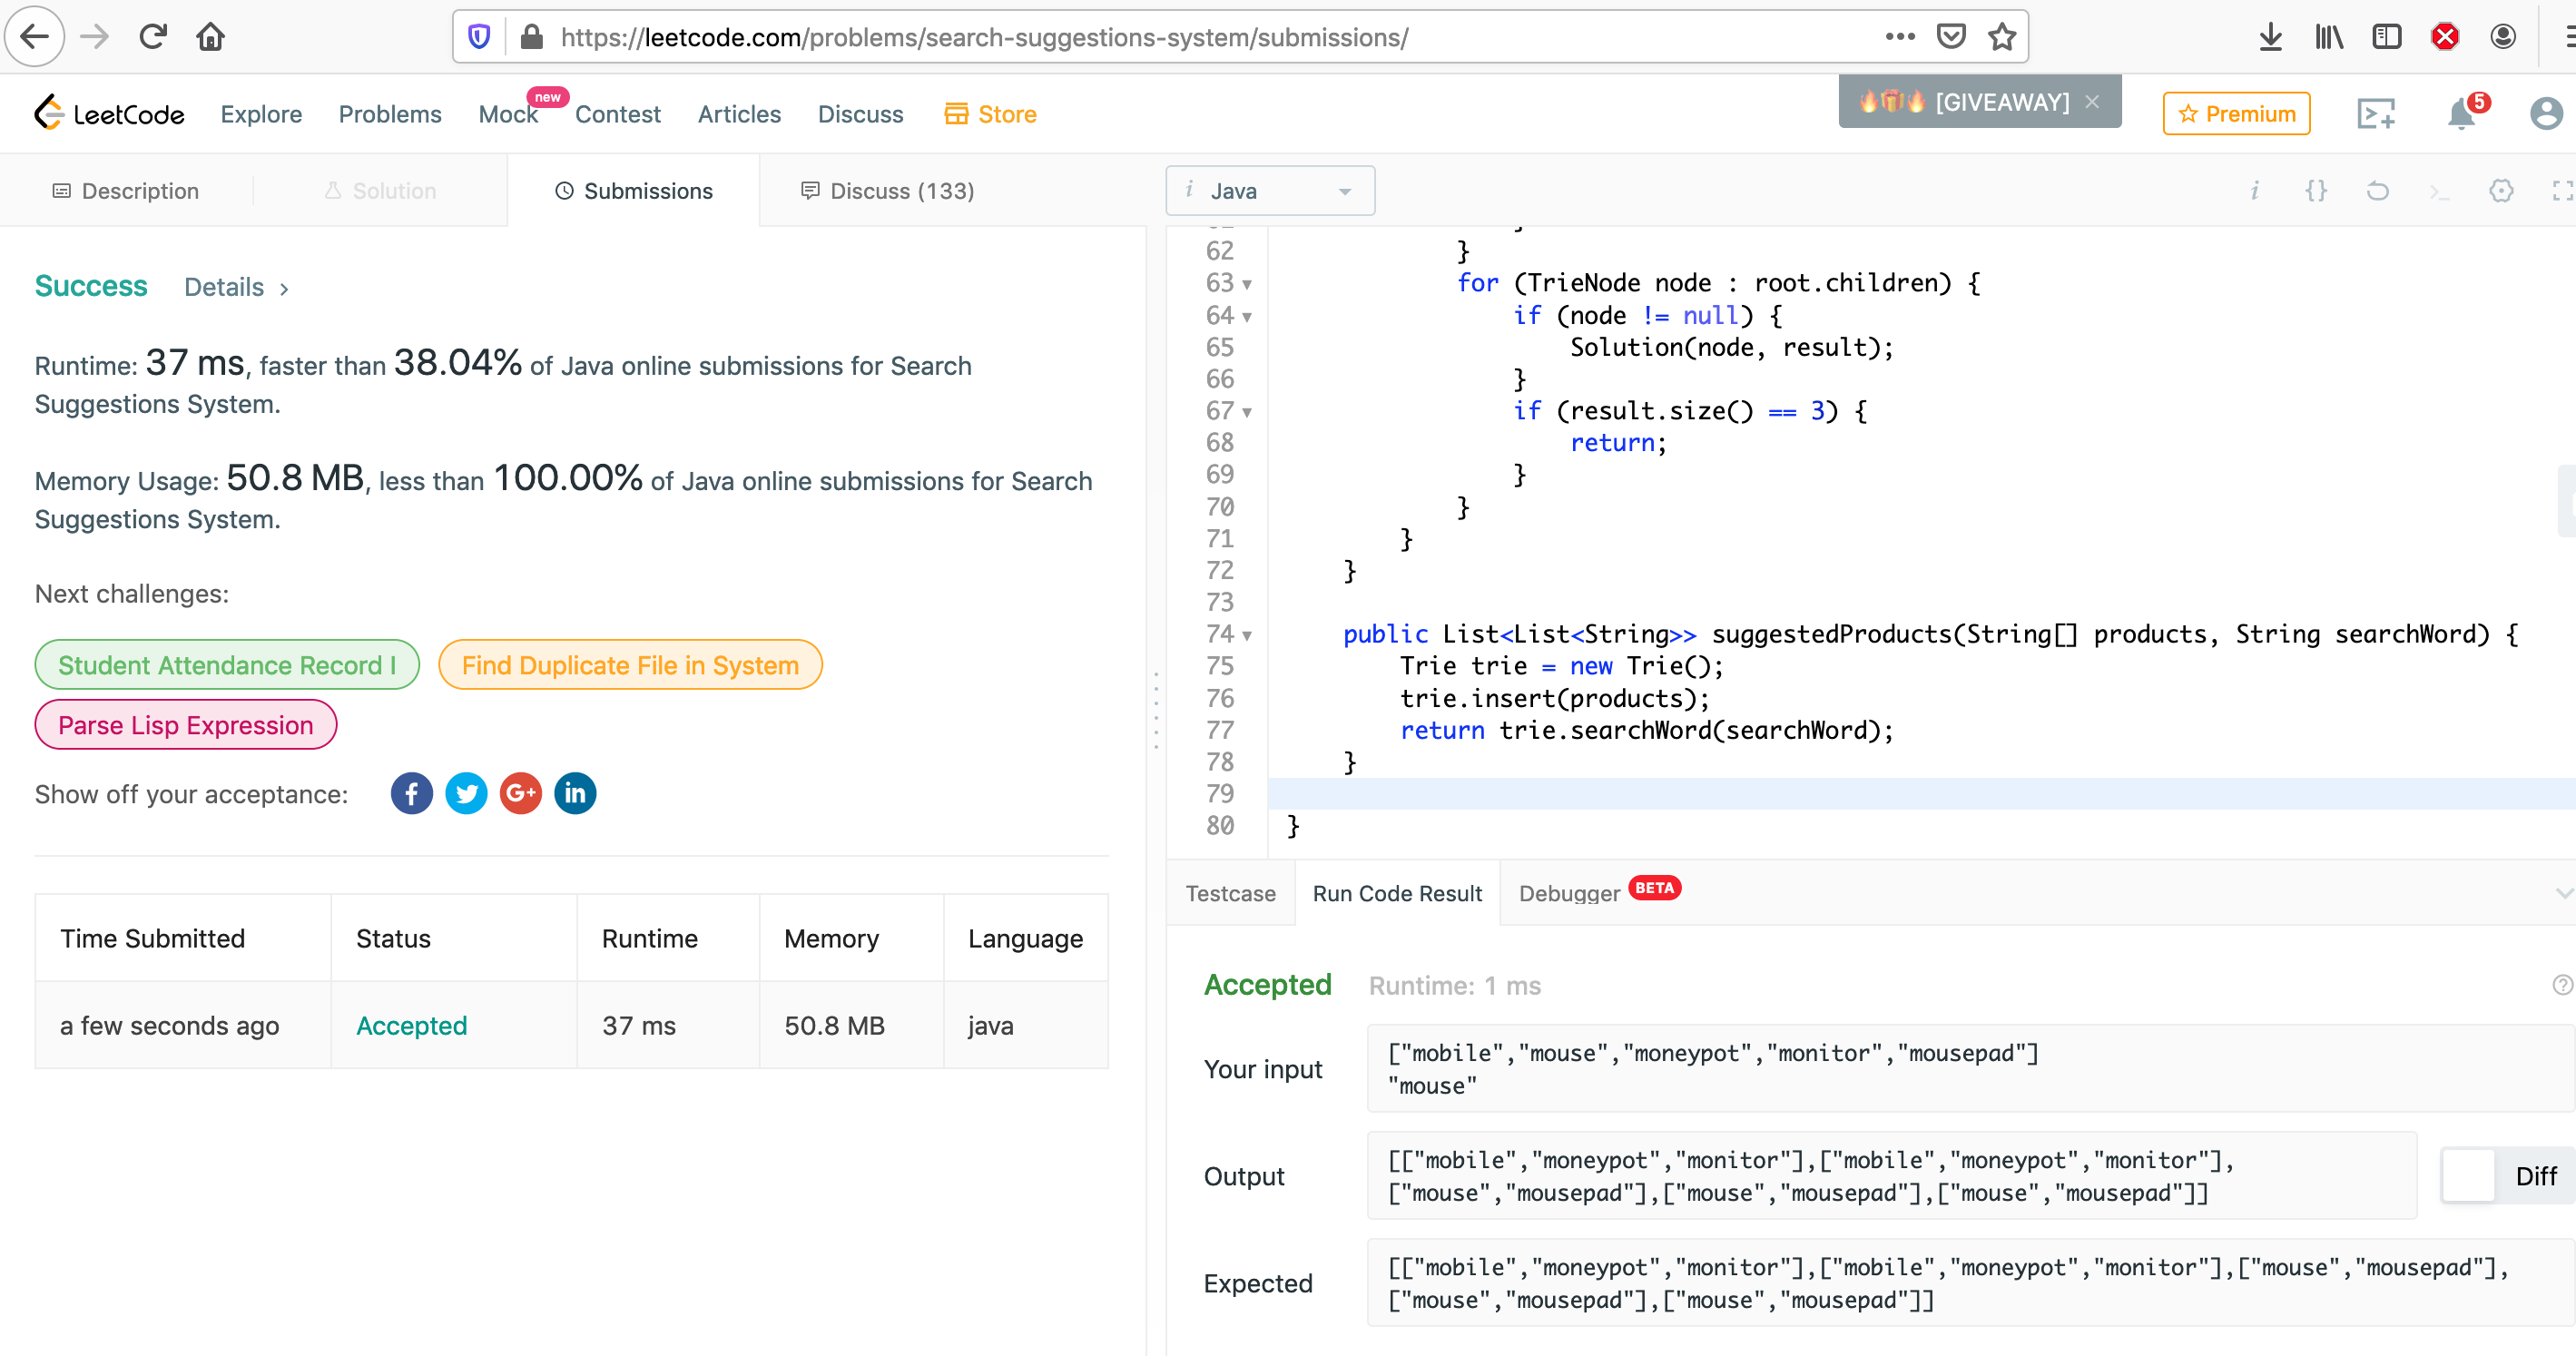 https://leetcode.com/problems/search-suggestions-system/submissions/
LeetCode
Explore
Problems
Mock
new
Contest
Articles
Discuss
Store
[GIVEAWAY]
Premium
5
Description
Solution
Submissions
Discuss (133)
Java
Success
Details
Runtime: 37 ms, faster than 38.04% of Java online submissions for Search
Suggestions System.
Memory Usage: 50.8 MB, less than 100.00% of Java online submissions for Search
Suggestions System.
Next challenges:
Student Attendance Record I
Find Duplicate File in System
Parse Lisp Expression
Show off your acceptance:
Time Submitted Status Runtime Memory Language
a few seconds ago Accepted 37 ms 50.8 MB java
62 }
63 for (TrieNode node : root.children) {
64 if (node != null) {
65 Solution(node, result);
66 }
67 if (result.size() == 3) {
68 return;
69 }
70 }
71 }
72 }
73
74 public List<List<String>> suggestedProducts(String[] products, String searchWord) {
75 Trie trie = new Trie();
76 trie.insert(products);
77 return trie.searchWord(searchWord);
78 }
79
80 }
Testcase
Run Code Result
Debugger
BETA
Accepted
Runtime: 1 ms
Your input
["mobile","mouse","moneypot","monitor","mousepad"]
"mouse"
Output
[["mobile","moneypot","monitor"],["mobile","moneypot","monitor"],
["mouse","mousepad"],["mouse","mousepad"],["mouse","mousepad"]]
Diff
Expected
[["mobile","moneypot","monitor"],["mobile","moneypot","monitor"],["mouse","mousepad"],
["mouse","mousepad"],["mouse","mousepad"]]